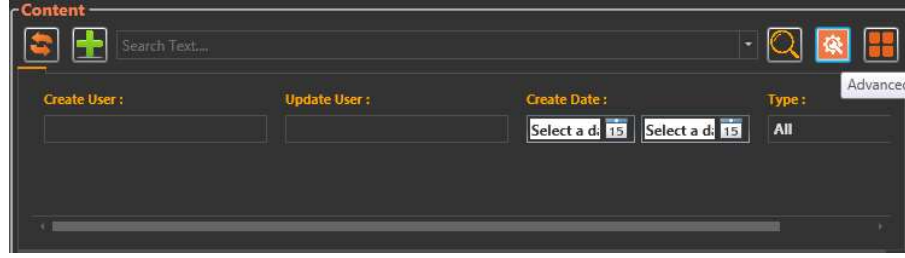 Content
Search Text....
Advanced
Create User :
Update User :
Create Date :
Type :
Select a d
15
Select a d
15
All